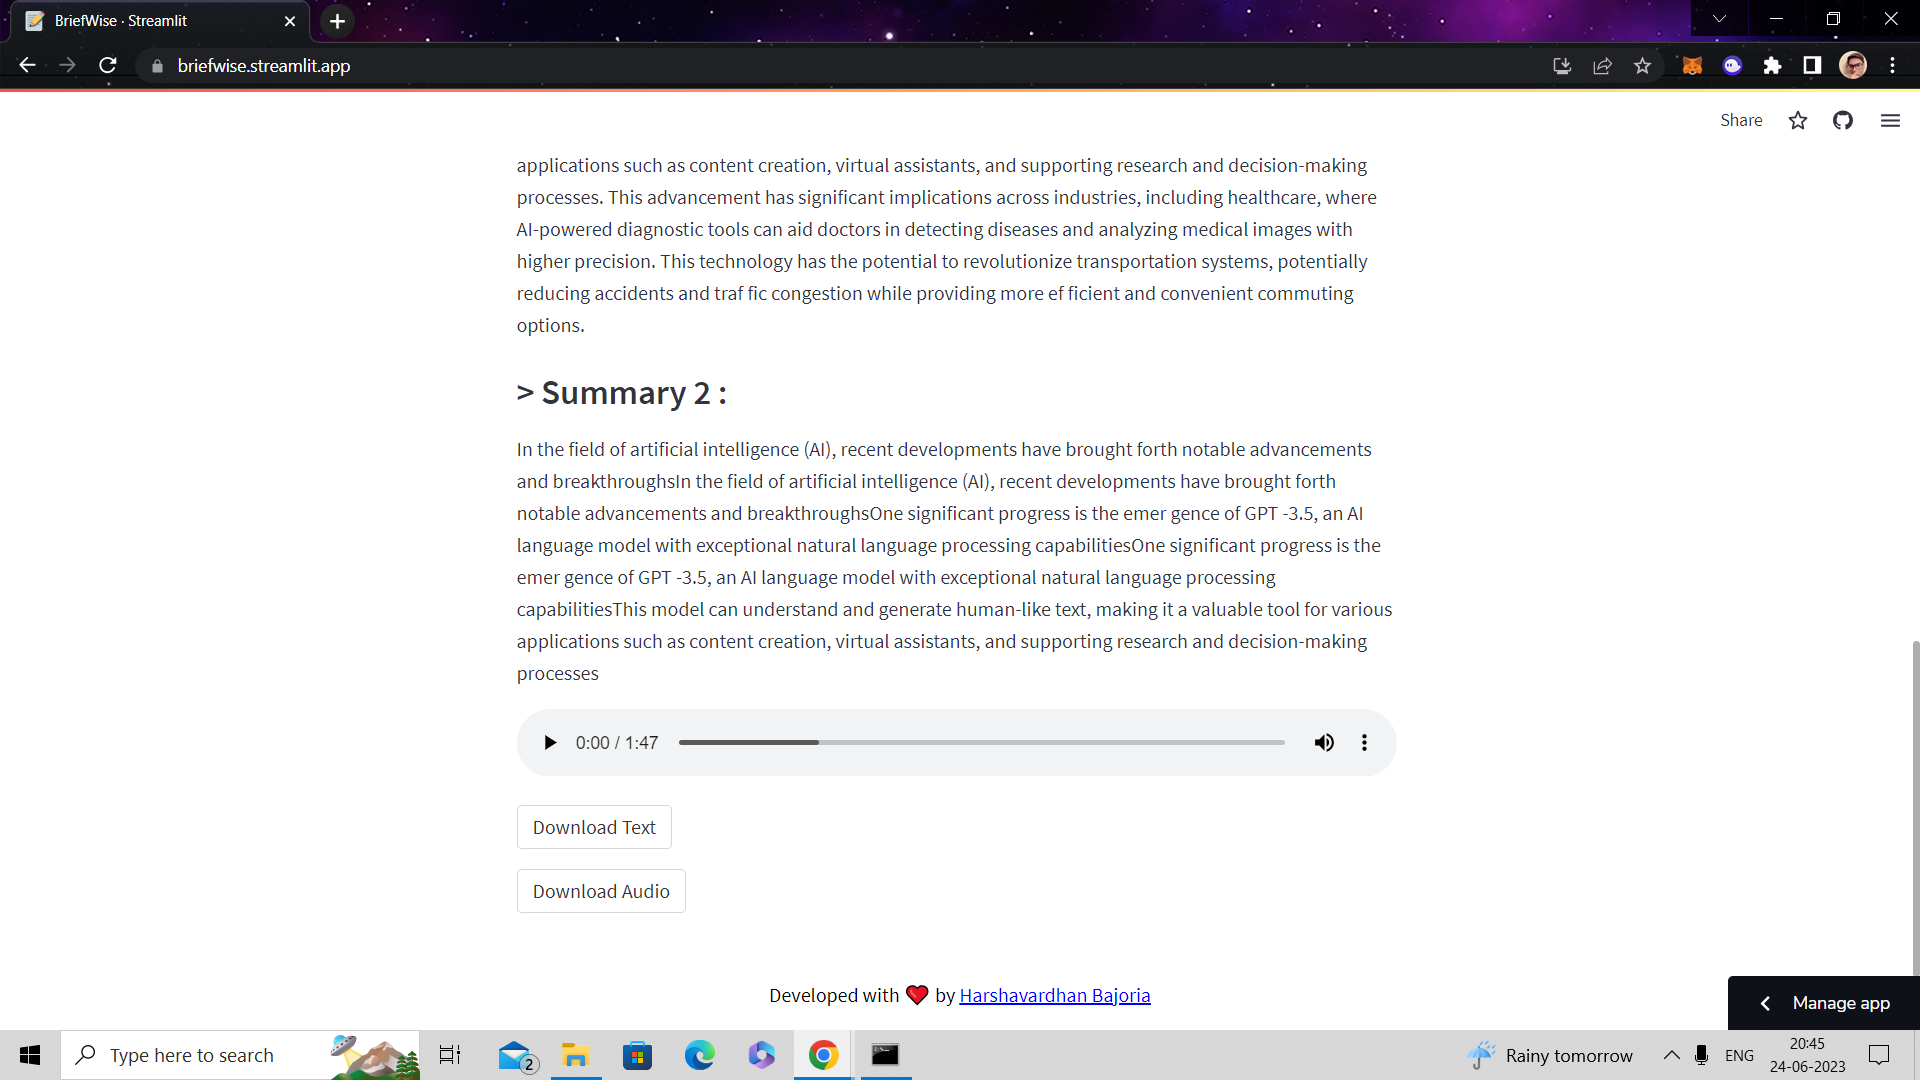 BriefWise · Streamlit
briefwise.streamlit.app
Share
applications such as content creation, virtual assistants, and supporting research and decision-making
processes. This advancement has significant implications across industries, including healthcare, where
AI-powered diagnostic tools can aid doctors in detecting diseases and analyzing medical images with
higher precision. This technology has the potential to revolutionize transportation systems, potentially
reducing accidents and traf fic congestion while providing more ef ficient and convenient commuting
options.
> Summary 2 :
In the field of artificial intelligence (AI), recent developments have brought forth notable advancements
and breakthroughsIn the field of artificial intelligence (AI), recent developments have brought forth
notable advancements and breakthroughsOne significant progress is the emer gence of GPT -3.5, an AI
language model with exceptional natural language processing capabilitiesOne significant progress is the
emer gence of GPT -3.5, an AI language model with exceptional natural language processing
capabilitiesThis model can understand and generate human-like text, making it a valuable tool for various
applications such as content creation, virtual assistants, and supporting research and decision-making
processes
0:00 / 1:47
Download Text
Download Audio
Developed with ❤️ by Harshavardhan Bajoria
Manage app
Type here to search
2
Rainy tomorrow
ENG
20:45
24-06-2023